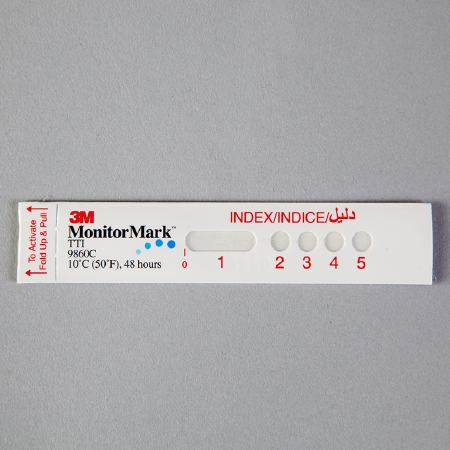 To Activate
Fold Up & Pull
3M
MonitorMark™
TTI
9860C
10°C (50°F), 48 hours
INDEX/INDICE/دليل
0 1 2 3 4 5